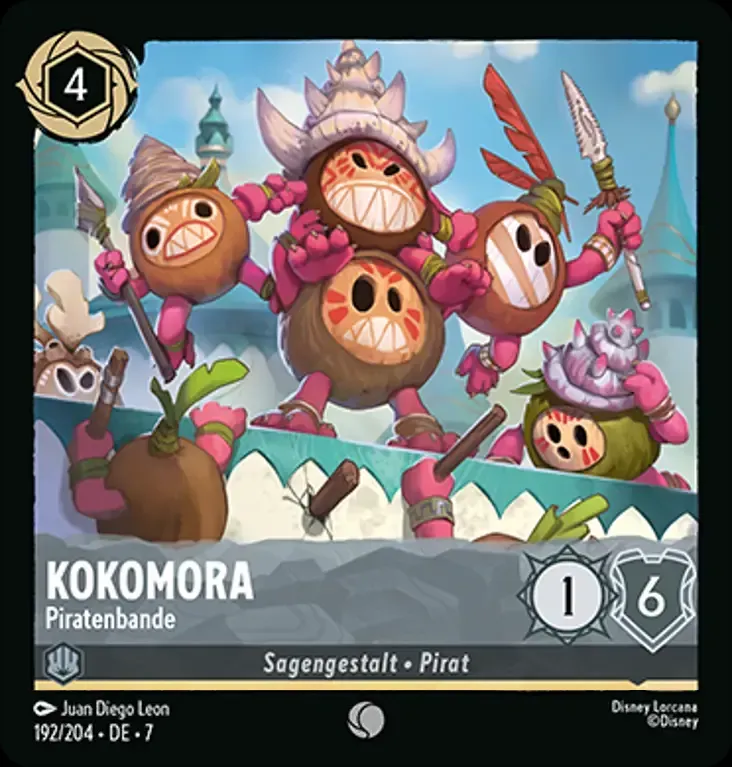 4
KOKOMORA
Piratenbande
1
6
Sagengestalt • Pirat
Juan Diego Leon
192/204 • DE • 7
Disney Lorcana
©Disney